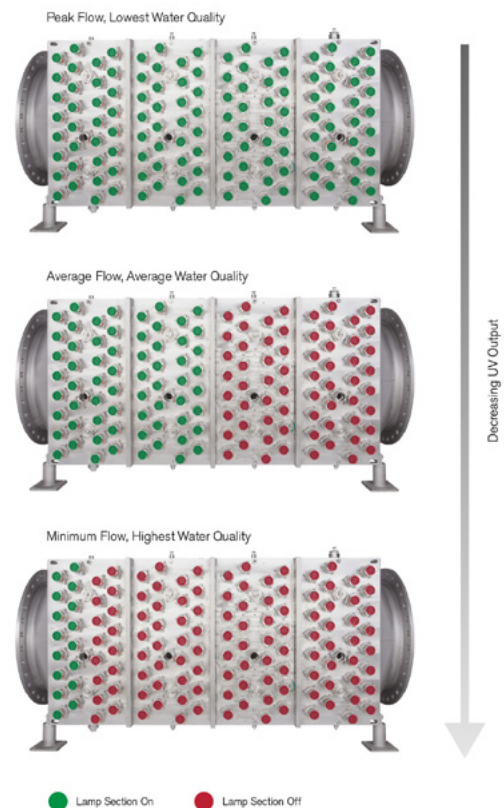 Peak Flow, Lowest Water Quality
Average Flow, Average Water Quality
Decreasing UV Output
Minimum Flow, Highest Water Quality
Lamp Section On
Lamp Section Off